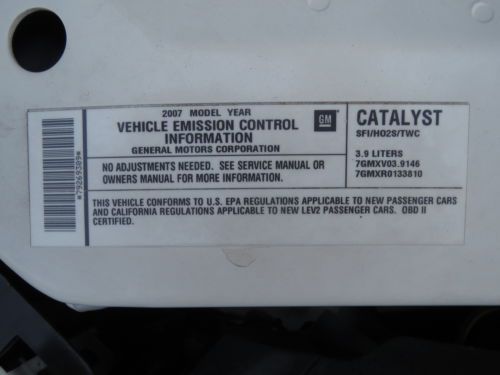 2007 MODEL YEAR
VEHICLE EMISSION CONTROL
INFORMATION
GENERAL MOTORS CORPORATION
GM
CATALYST
SFI/HO2S/TWC
NO ADJUSTMENTS NEEDED. SEE SERVICE MANUAL OR
OWNERS MANUAL FOR MORE INFORMATION.
3.9 LITERS
7GMXV03.9146
7GMXR0133810
THIS VEHICLE CONFORMS TO U.S. EPA REGULATIONS APPLICABLE TO NEW PASSENGER CARS
AND CALIFORNIA REGULATIONS APPLICABLE TO NEW LEV2 PASSENGER CARS. OBD II
CERTIFIED.
*79269309*